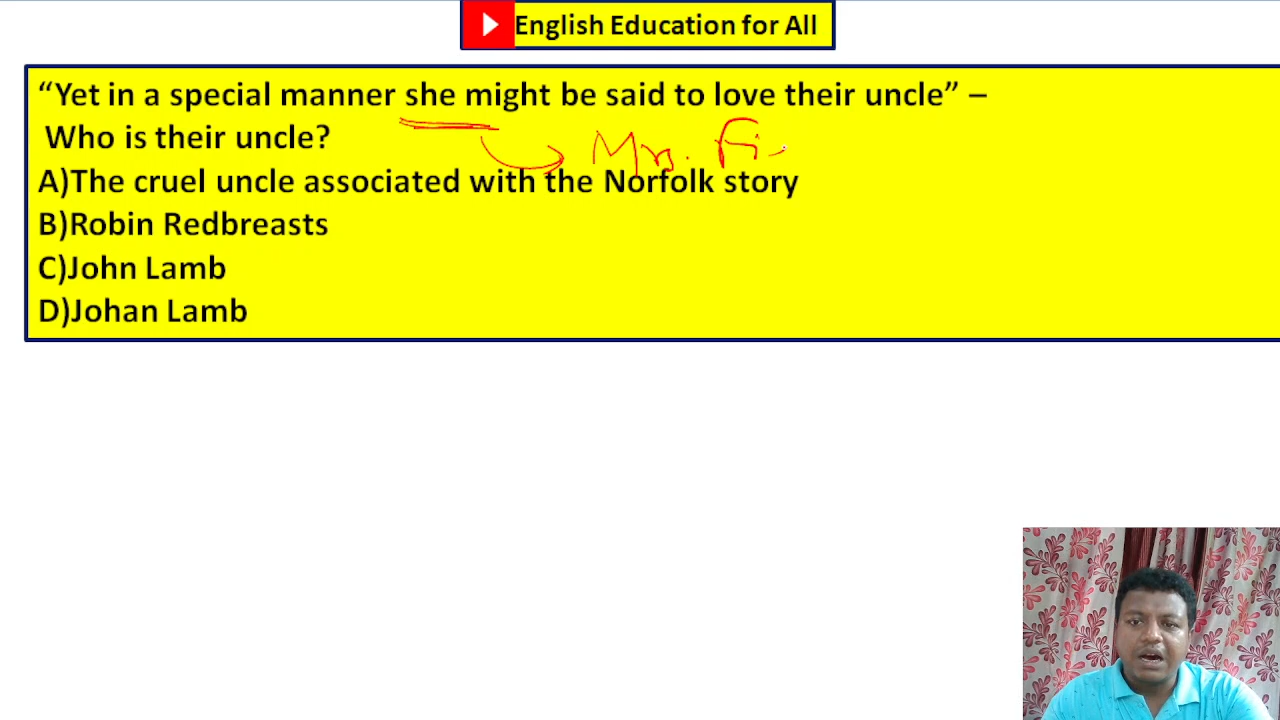 English Education for All
“Yet in a special manner she might be said to love their uncle” –
Who is their uncle?
Mrs. Fi
A)The cruel uncle associated with the Norfolk story
B)Robin Redbreasts
C)John Lamb
D)Johan Lamb